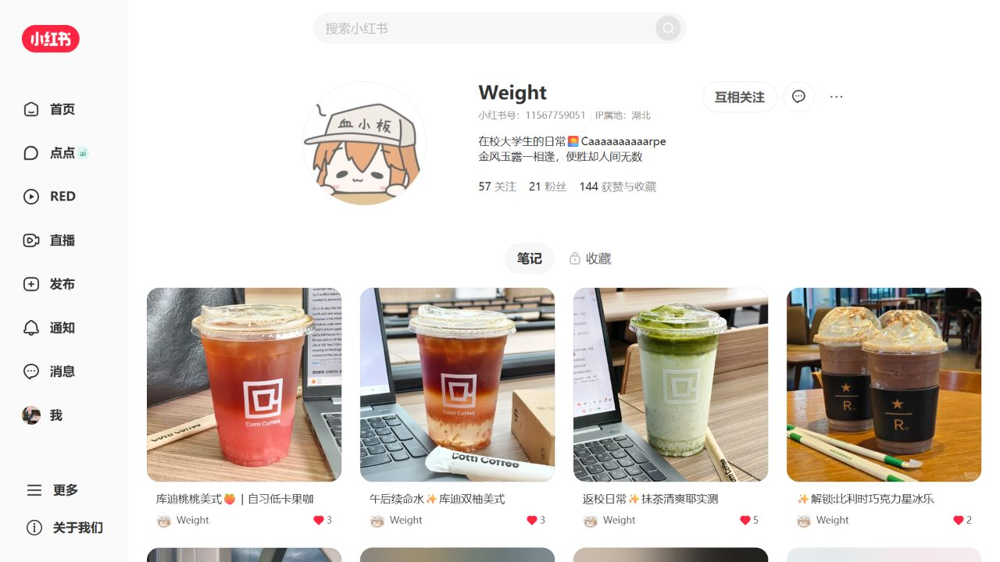 小红书
搜索小红书
首页
点点 ai
RED
直播
发布
通知
消息
我
更多
关于我们
血小板
Weight
小红书号：11567759051 IP属地：湖北
互相关注
在校大学生的日常🌅Caaaaaaaaaarpe
金风玉露一相逢，便胜却人间无数
57 关注 21 粉丝 144 获赞与收藏
笔记 收藏
Cotti Coffee
Cotti Coffee
库迪桃桃美式🍑｜自习低卡果咖
Weight 3
Cotti Coffee
Cotti Coffee
午后续命水✨库迪双柚美式
Weight 3
Cotti Coffee
返校日常✨抹茶清爽耶实测
Weight 5
R
R
✨解锁:比利时巧克力星冰乐
Weight 2